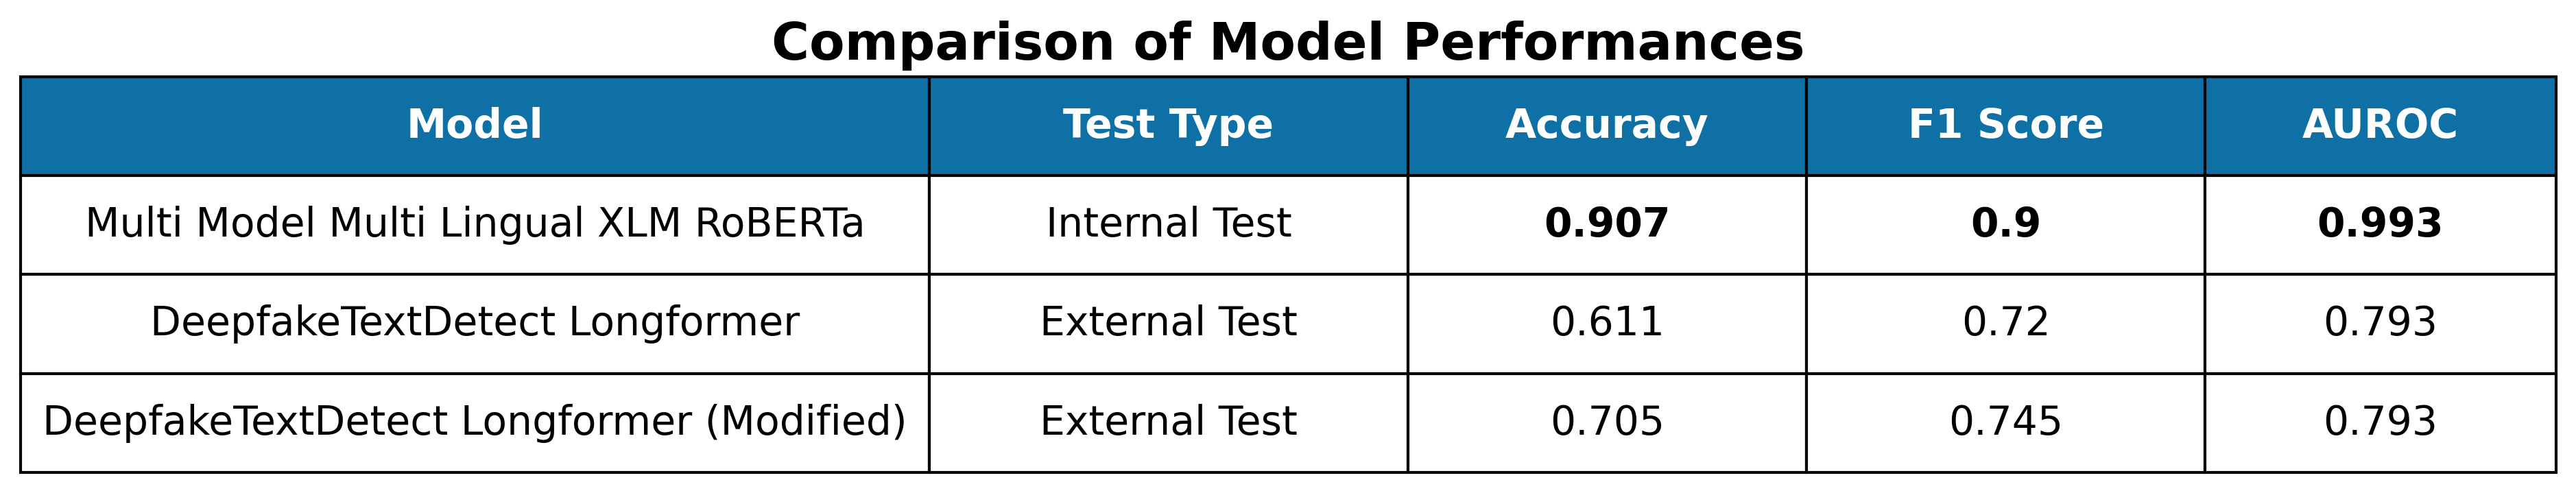 Comparison of Model Performances
Model Test Type Accuracy F1 Score AUROC
Multi Model Multi Lingual XLM RoBERTa Internal Test 0.907 0.9 0.993
DeepfakeTextDetect Longformer External Test 0.611 0.72 0.793
DeepfakeTextDetect Longformer (Modified) External Test 0.705 0.745 0.793